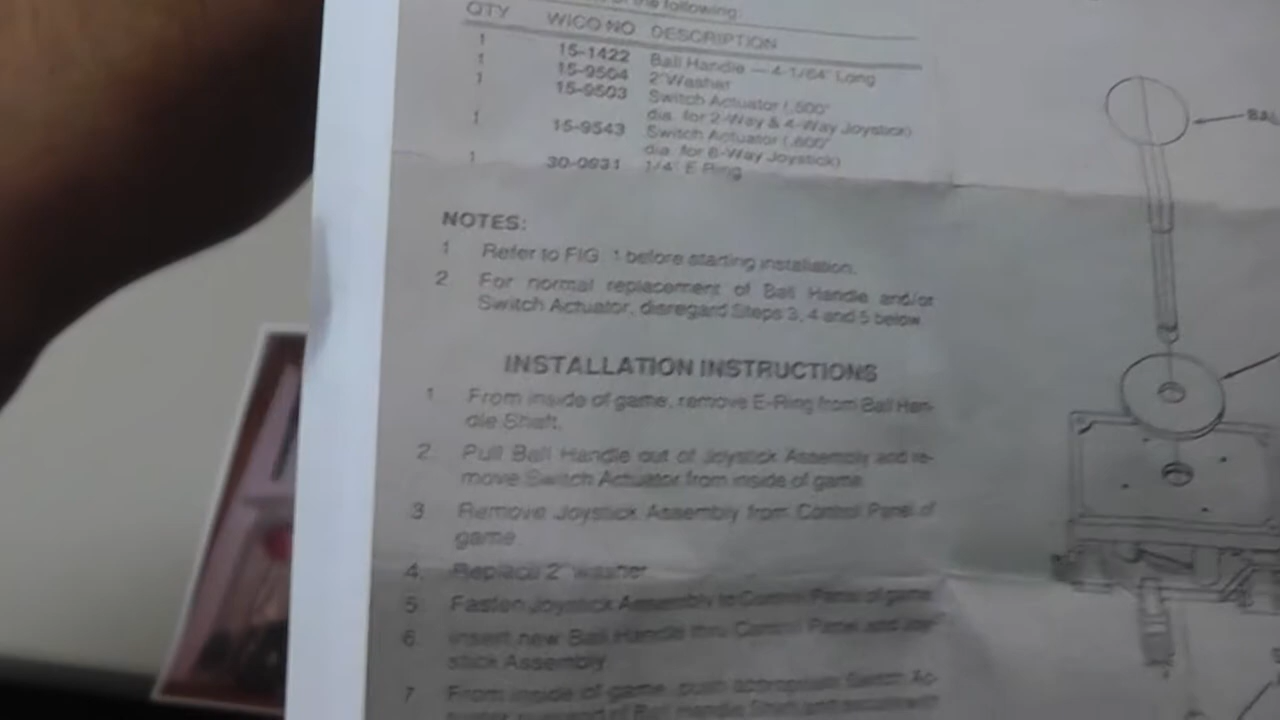 of the following:
QTY WICO NO DESCRIPTION
1 15-1422 Ball Handle — 4-1/64" Long
1 15-9504 2" Washer
1 15-9503 Switch Actuator (.500"
dia. for 2-Way & 4-Way Joystick)
1 15-9543 Switch Actuator (.600"
dia. for 8-Way Joystick)
1 30-0931 1/4" E Ring
NOTES:
1 Refer to FIG. 1 before starting installation.
2. For normal replacement of Ball Handle and/or
Switch Actuator, disregard Steps 3, 4 and 5 below.
INSTALLATION INSTRUCTIONS
1 From inside of game, remove E-Ring from Ball Han-
dle Shaft.
2. Pull Ball Handle out of Joystick Assembly and re-
move Switch Actuator from inside of game
3 Remove Joystick Assembly from Control Panel of
game
4. Replace 2" washer
5 Fasten Joystick Assembly to Control Panel of game
6. Insert new Ball Handle thru Control Panel and Joy-
stick Assembly
7 From inside of game, push appropriate Switch Ac-